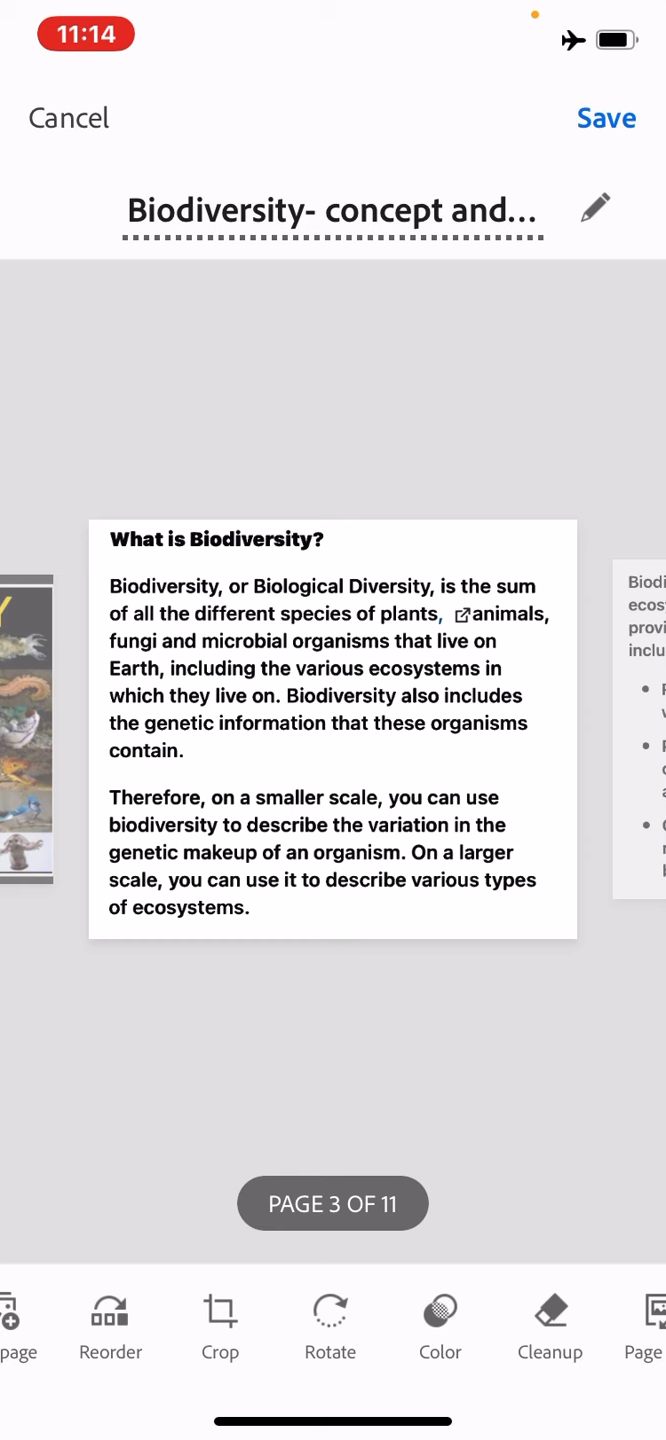 11:14
Cancel
Save
Biodiversity- concept and...
What is Biodiversity?
Biodiversity, or Biological Diversity, is the sum
of all the different species of plants, animals,
fungi and microbial organisms that live on
Earth, including the various ecosystems in
which they live on. Biodiversity also includes
the genetic information that these organisms
contain.
Therefore, on a smaller scale, you can use
biodiversity to describe the variation in the
genetic makeup of an organism. On a larger
scale, you can use it to describe various types
of ecosystems.
Y
Biodi
ecos
provi
inclu
PAGE 3 OF 11
page
Reorder
Crop
Rotate
Color
Cleanup
Page